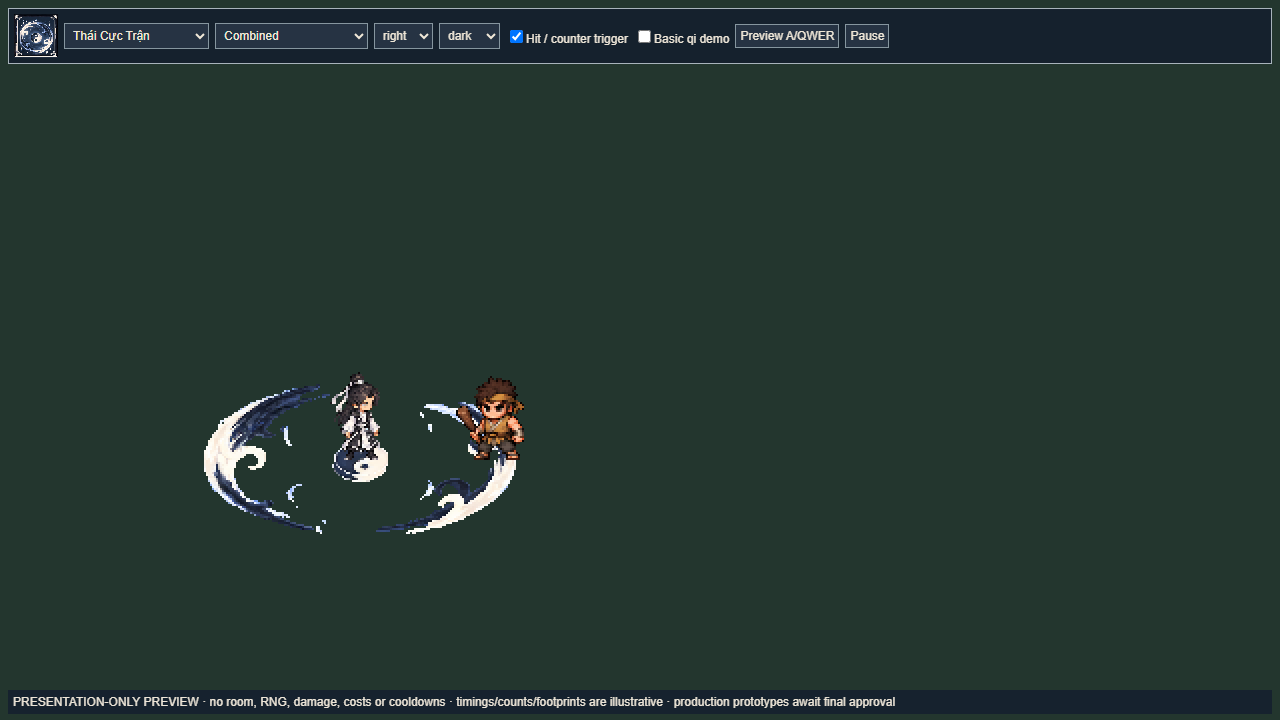 Thái Cực Trận Combined right dark Hit / counter trigger Basic qi demo Preview A/QWER Pause
PRESENTATION-ONLY PREVIEW · no room, RNG, damage, costs or cooldowns · timings/counts/footprints are illustrative · production prototypes await final approval